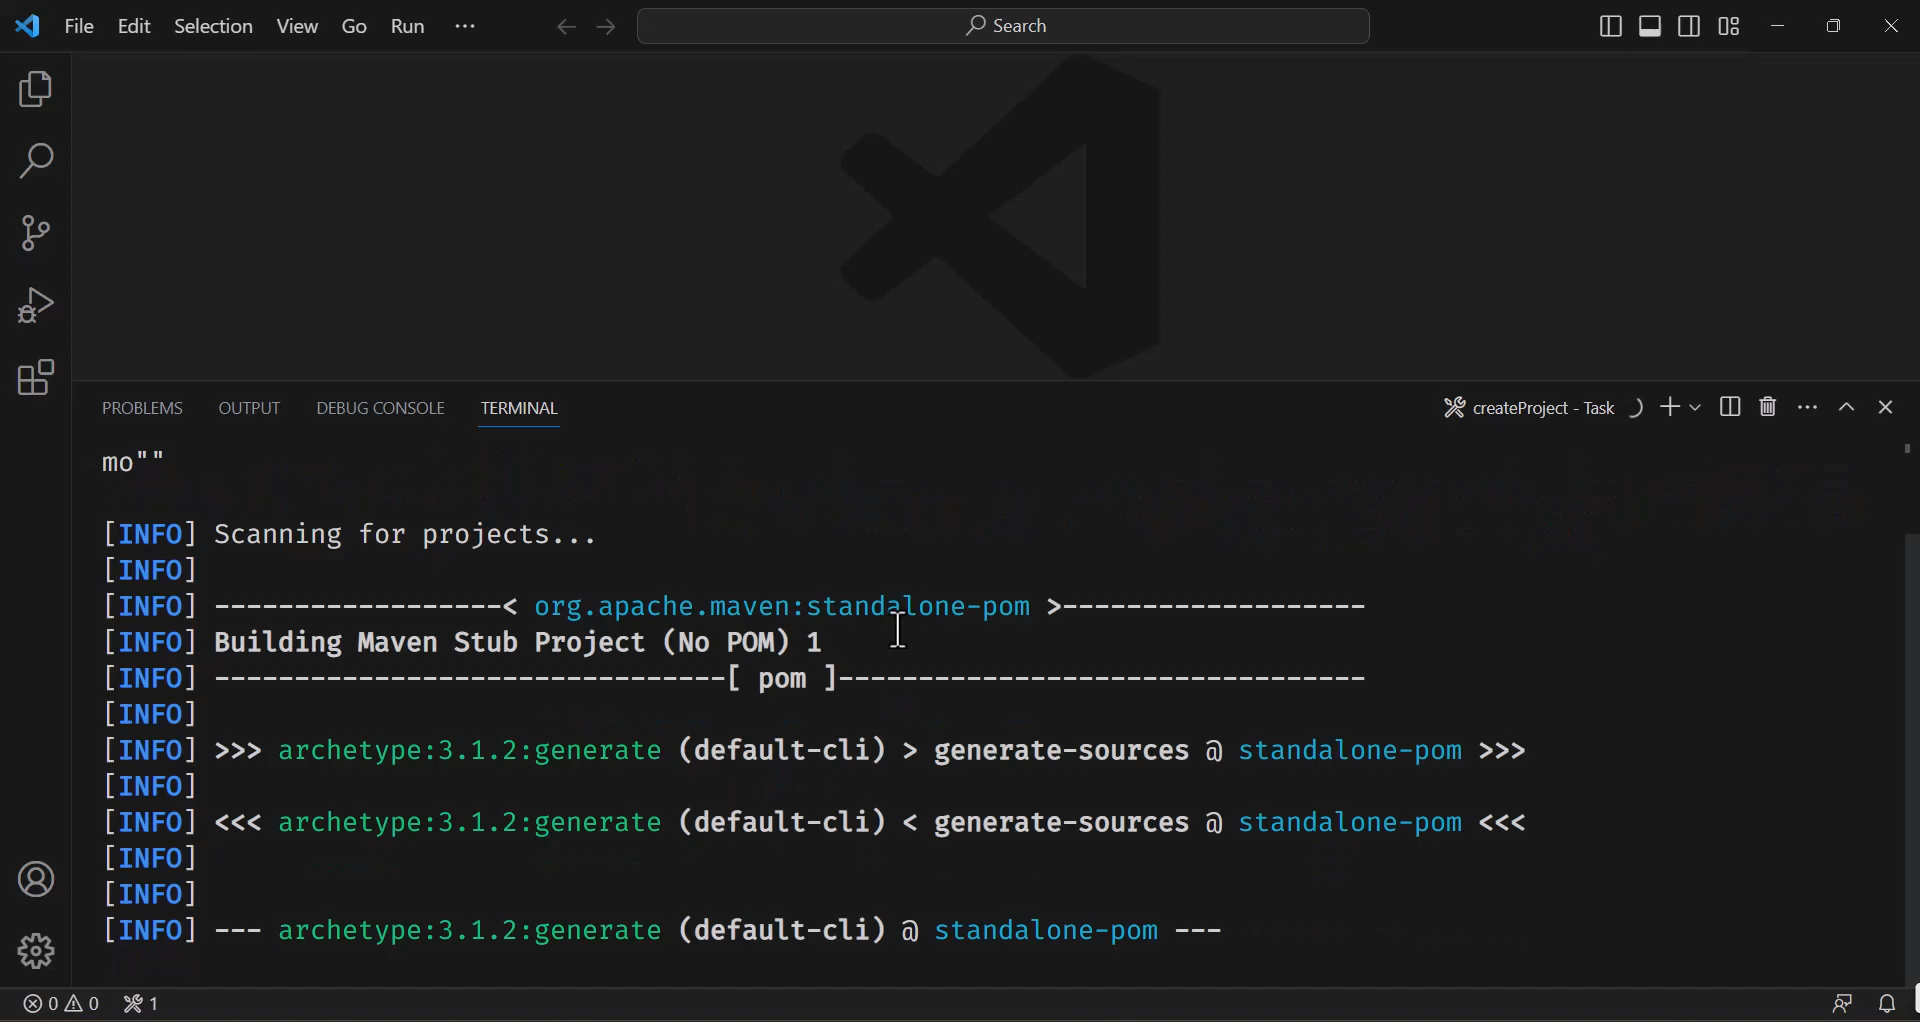 File Edit Selection View Go Run ···
Search
PROBLEMS OUTPUT DEBUG CONSOLE TERMINAL createProject - Task
mo""
[INFO] Scanning for projects...
[INFO]
[INFO] ------------------< org.apache.maven:standalone-pom >-------------------
[INFO] Building Maven Stub Project (No POM) 1
[INFO] --------------------------------[ pom ]---------------------------------
[INFO]
[INFO] >>> archetype:3.1.2:generate (default-cli) > generate-sources @ standalone-pom >>>
[INFO]
[INFO] <<< archetype:3.1.2:generate (default-cli) < generate-sources @ standalone-pom <<<
[INFO]
[INFO]
[INFO] --- archetype:3.1.2:generate (default-cli) @ standalone-pom ---
0 0 1